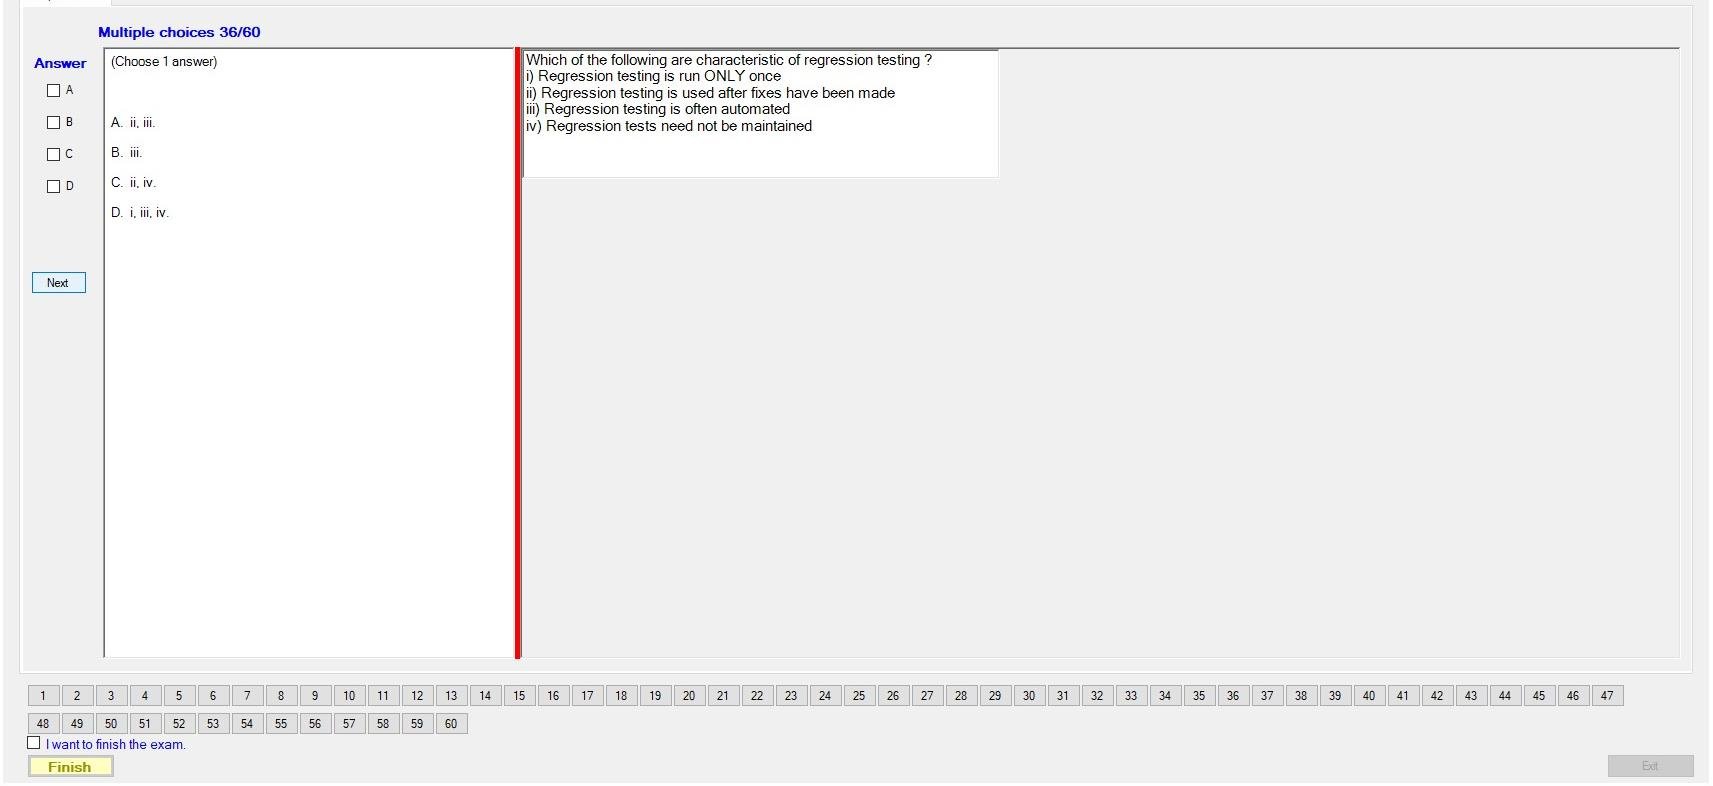 Multiple choices 36/60
Answer
A
B
C
D
Next
(Choose 1 answer)
A. ii, iii.
B. iii.
C. ii, iv.
D. i, iii, iv.
Which of the following are characteristic of regression testing ?
i) Regression testing is run ONLY once
ii) Regression testing is used after fixes have been made
iii) Regression testing is often automated
iv) Regression tests need not be maintained
1 2 3 4 5 6 7 8 9 10 11 12 13 14 15 16 17 18 19 20 21 22 23 24 25 26 27 28 29 30 31 32 33 34 35 36 37 38 39 40 41 42 43 44 45 46 47
48 49 50 51 52 53 54 55 56 57 58 59 60
I want to finish the exam.
Finish
Exit